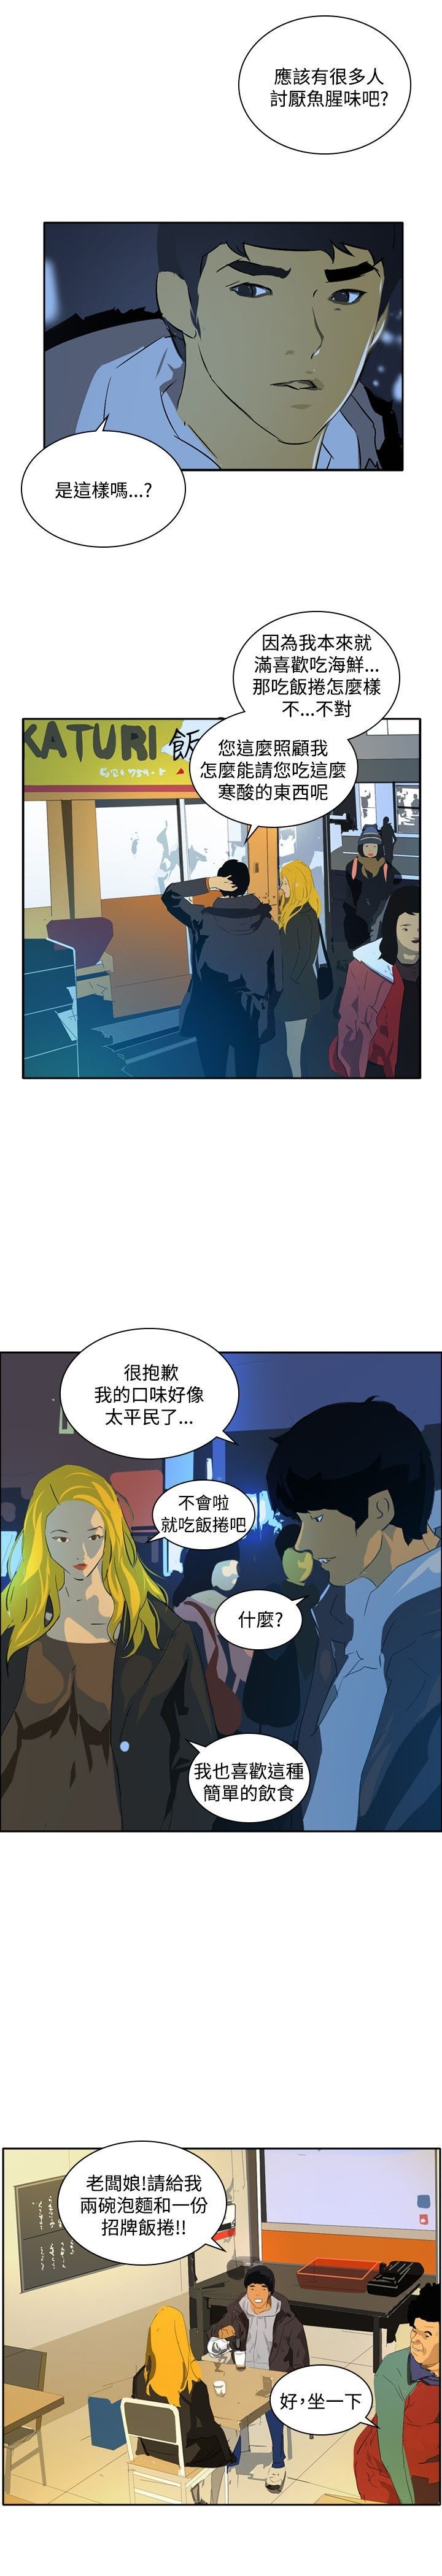 應該有很多人
討厭魚腥味吧?
是這樣嗎...?
因為我本來就
滿喜歡吃海鮮...
那吃飯捲怎麼樣
不...不對
KATURI 飯
您這麼照顧我
怎麼能請您吃這麼
寒酸的東西呢
很抱歉
我的口味好像
太平民了...
不會啦
就吃飯捲吧
什麼?
我也喜歡這種
簡單的飲食
老闆娘!請給我
兩碗泡麵和一份
招牌飯捲!!
好,坐一下